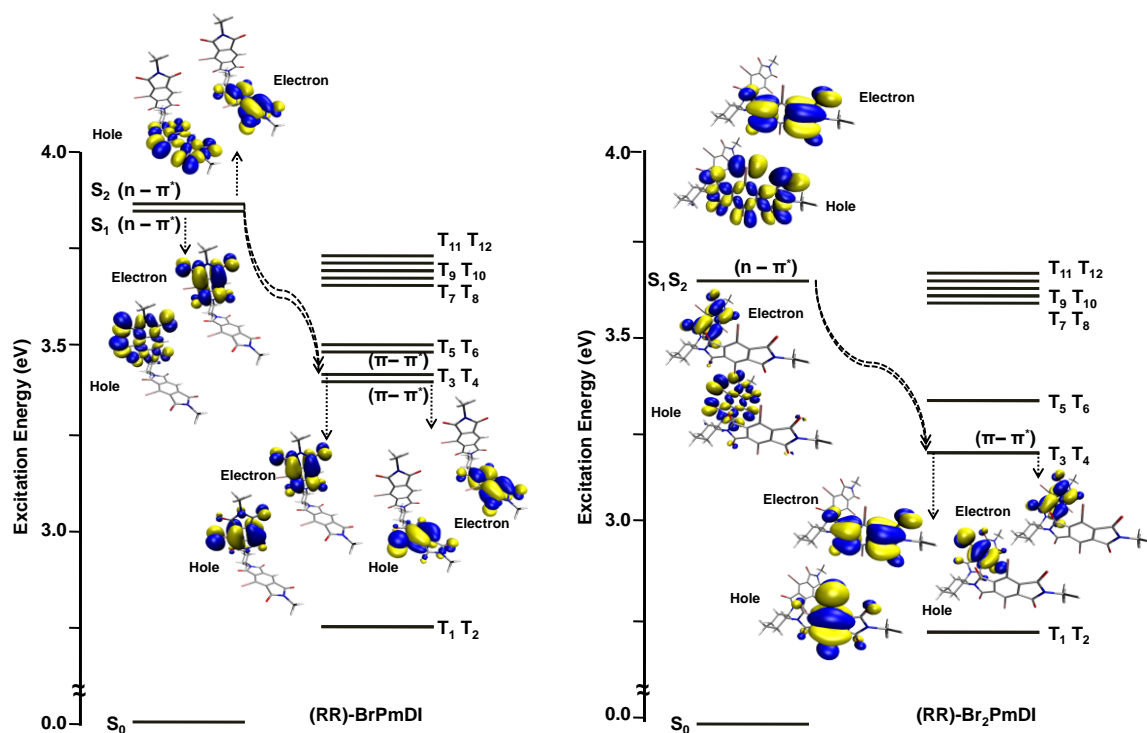 Excitation Energy (eV)
4.0
3.5
3.0
0.0
Electron
Hole
S2 (n – π*)
S1 (n – π*)
Electron
Hole
T11 T12
T9 T10
T7 T8
T5 T6
(π– π*)
T3 T4
(π– π*)
Electron
Hole
Electron
Hole
T1 T2
S0
(RR)-BrPmDI
Excitation Energy (eV)
4.0
3.5
3.0
0.0
Electron
Hole
(n – π*)
S1S2
Electron
Hole
T11 T12
T9 T10
T7 T8
T5 T6
(π– π*)
T3 T4
Electron
Hole
Electron
Hole
T1 T2
S0
(RR)-Br2PmDI